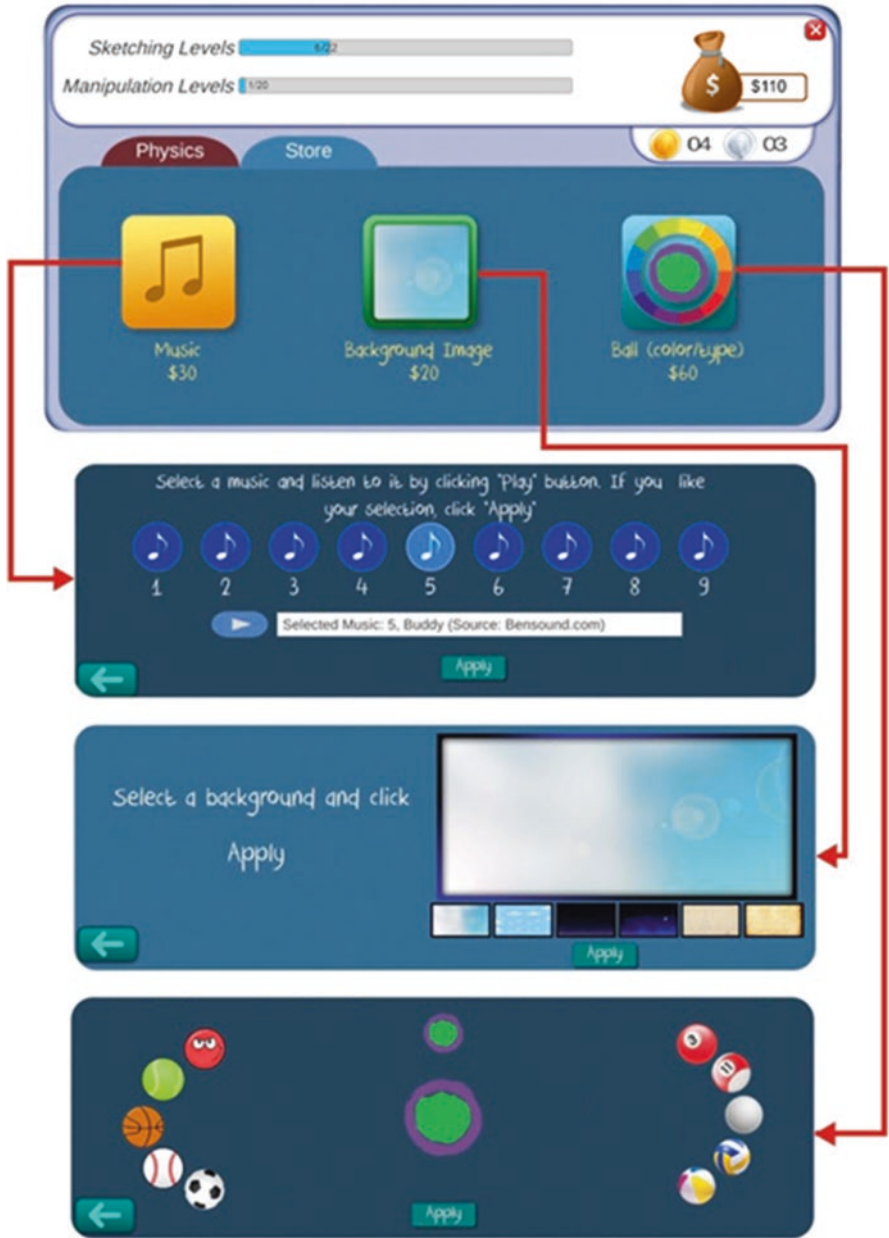 Sketching Levels 6/22
Manipulation Levels 1/20
$ $110
04 03
Physics Store
Music
$30
Background Image
$20
Ball (color/type)
$60
Select a music and listen to it by clicking "Play" button. If you like
your selection, click "Apply"
1 2 3 4 5 6 7 8 9
Selected Music: 5, Buddy (Source: Bensound.com)
Apply
Select a background and click
Apply
Apply
3
11
Apply